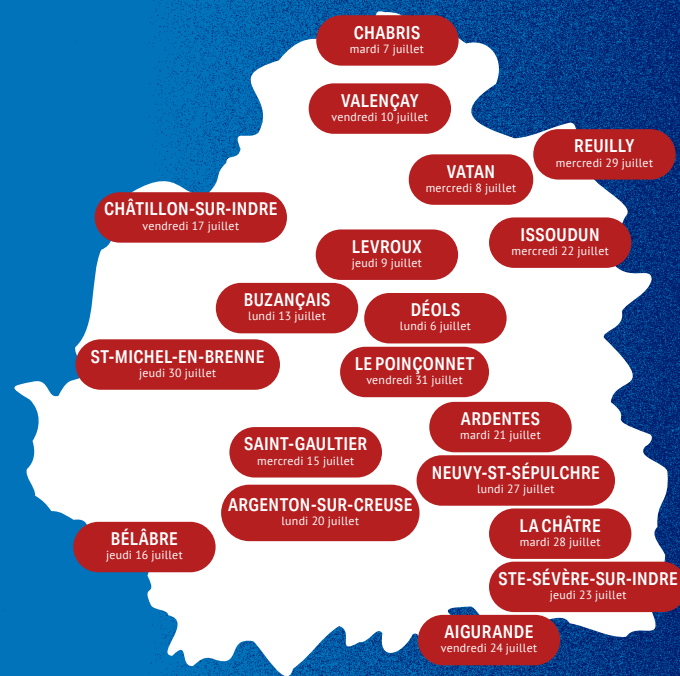 CHABRIS
mardi 7 juillet
VALENÇAY
vendredi 10 juillet
REUILLY
mercredi 29 juillet
VATAN
mercredi 8 juillet
CHÂTILLON-SUR-INDRE
vendredi 17 juillet
ISSOUDUN
mercredi 22 juillet
LEVROUX
jeudi 9 juillet
BUZANÇAIS
lundi 13 juillet
DÉOLS
lundi 6 juillet
ST-MICHEL-EN-BRENNE
jeudi 30 juillet
LE POINÇONNET
vendredi 31 juillet
ARDENTES
mardi 21 juillet
SAINT-GAULTIER
mercredi 15 juillet
NEUVY-ST-SÉPULCHRE
lundi 27 juillet
ARGENTON-SUR-CREUSE
lundi 20 juillet
LA CHÂTRE
mardi 28 juillet
BÉLÂBRE
jeudi 16 juillet
STE-SÉVÈRE-SUR-INDRE
jeudi 23 juillet
AIGURANDE
vendredi 24 juillet